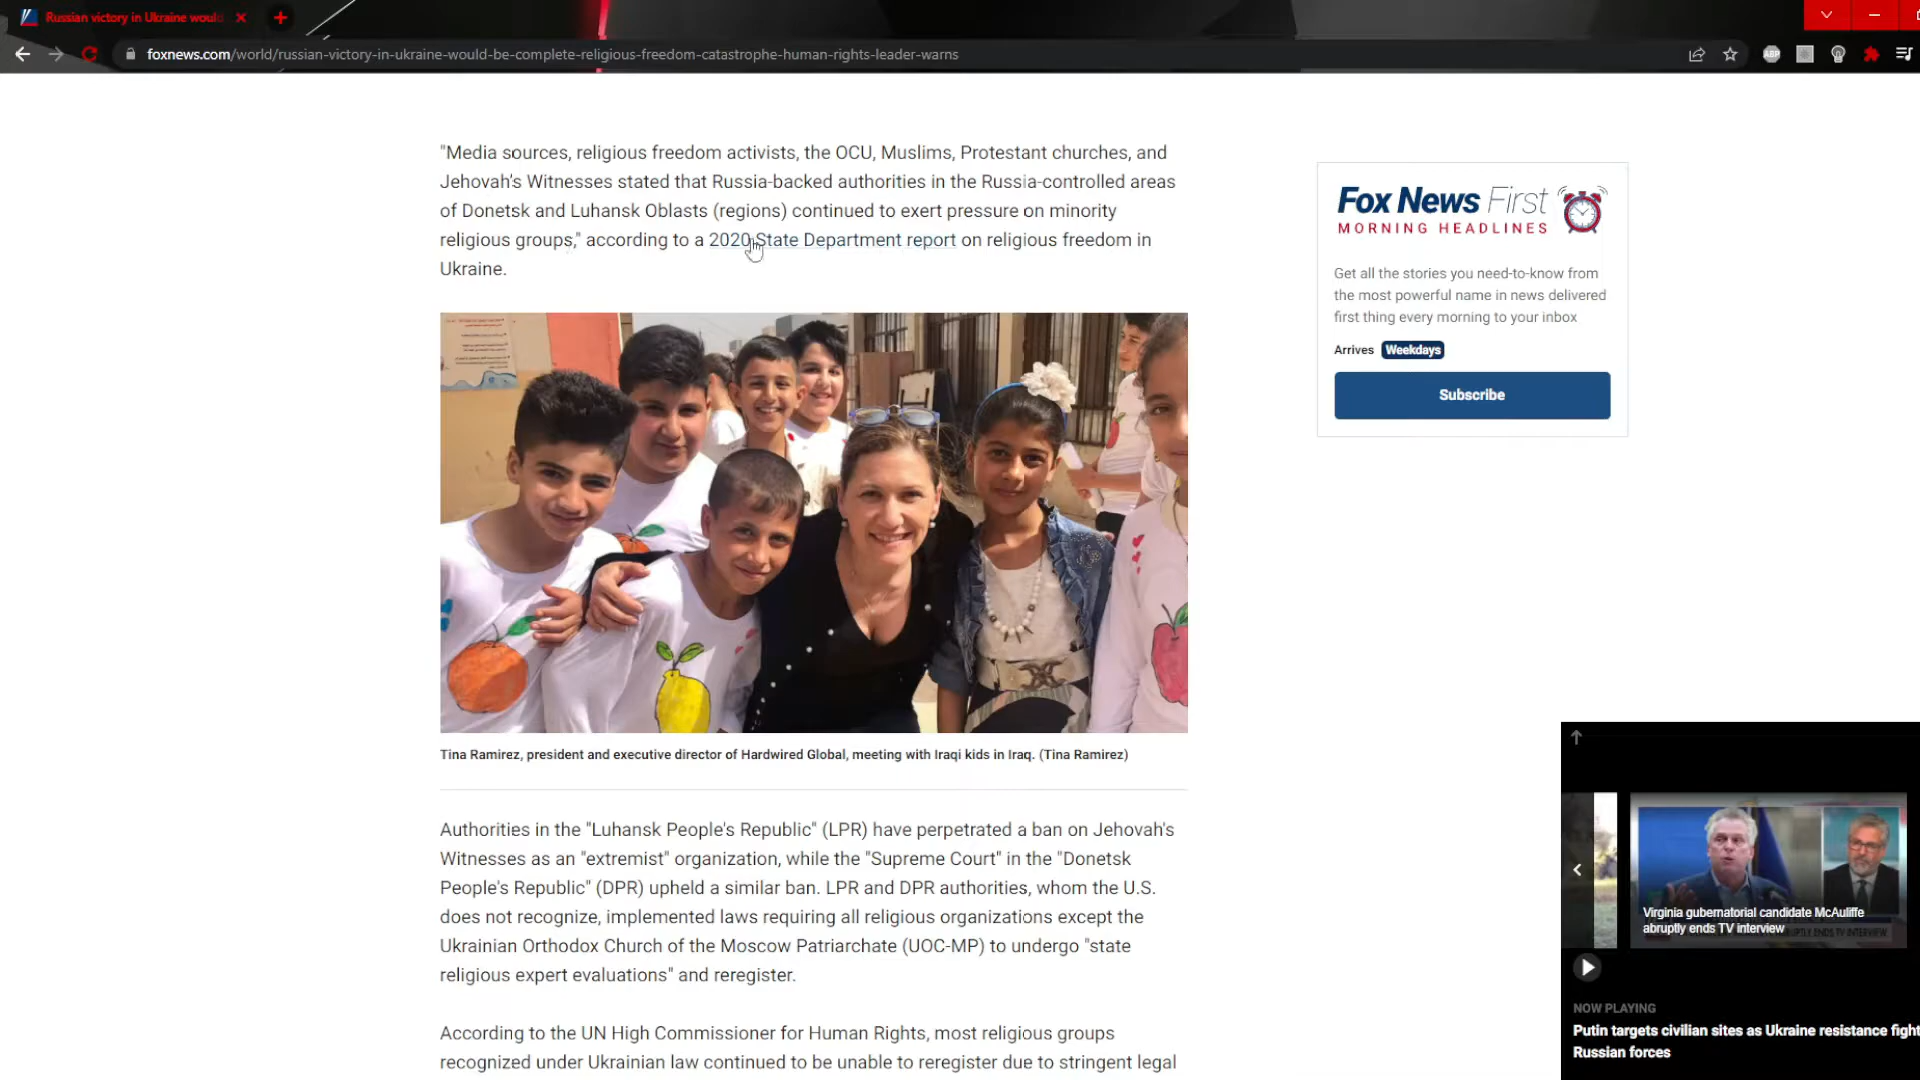 Russian victory in Ukraine woul
foxnews.com/world/russian-victory-in-ukraine-would-be-complete-religious-freedom-catastrophe-human-rights-leader-warns
ABP
"Media sources, religious freedom activists, the OCU, Muslims, Protestant churches, and
Jehovah's Witnesses stated that Russia-backed authorities in the Russia-controlled areas
of Donetsk and Luhansk Oblasts (regions) continued to exert pressure on minority
religious groups," according to a 2020 State Department report on religious freedom in
Ukraine.
Tina Ramirez, president and executive director of Hardwired Global, meeting with Iraqi kids in Iraq. (Tina Ramirez)
Authorities in the "Luhansk People's Republic" (LPR) have perpetrated a ban on Jehovah's
Witnesses as an "extremist" organization, while the "Supreme Court" in the "Donetsk
People's Republic" (DPR) upheld a similar ban. LPR and DPR authorities, whom the U.S.
does not recognize, implemented laws requiring all religious organizations except the
Ukrainian Orthodox Church of the Moscow Patriarchate (UOC-MP) to undergo "state
religious expert evaluations" and reregister.
According to the UN High Commissioner for Human Rights, most religious groups
recognized under Ukrainian law continued to be unable to reregister due to stringent legal
Fox News First
MORNING HEADLINES
Get all the stories you need-to-know from
the most powerful name in news delivered
first thing every morning to your inbox
Arrives Weekdays
Subscribe
Virginia gubernatorial candidate McAuliffe
abruptly ends TV interview
NOW PLAYING
Putin targets civilian sites as Ukraine resistance fight
Russian forces